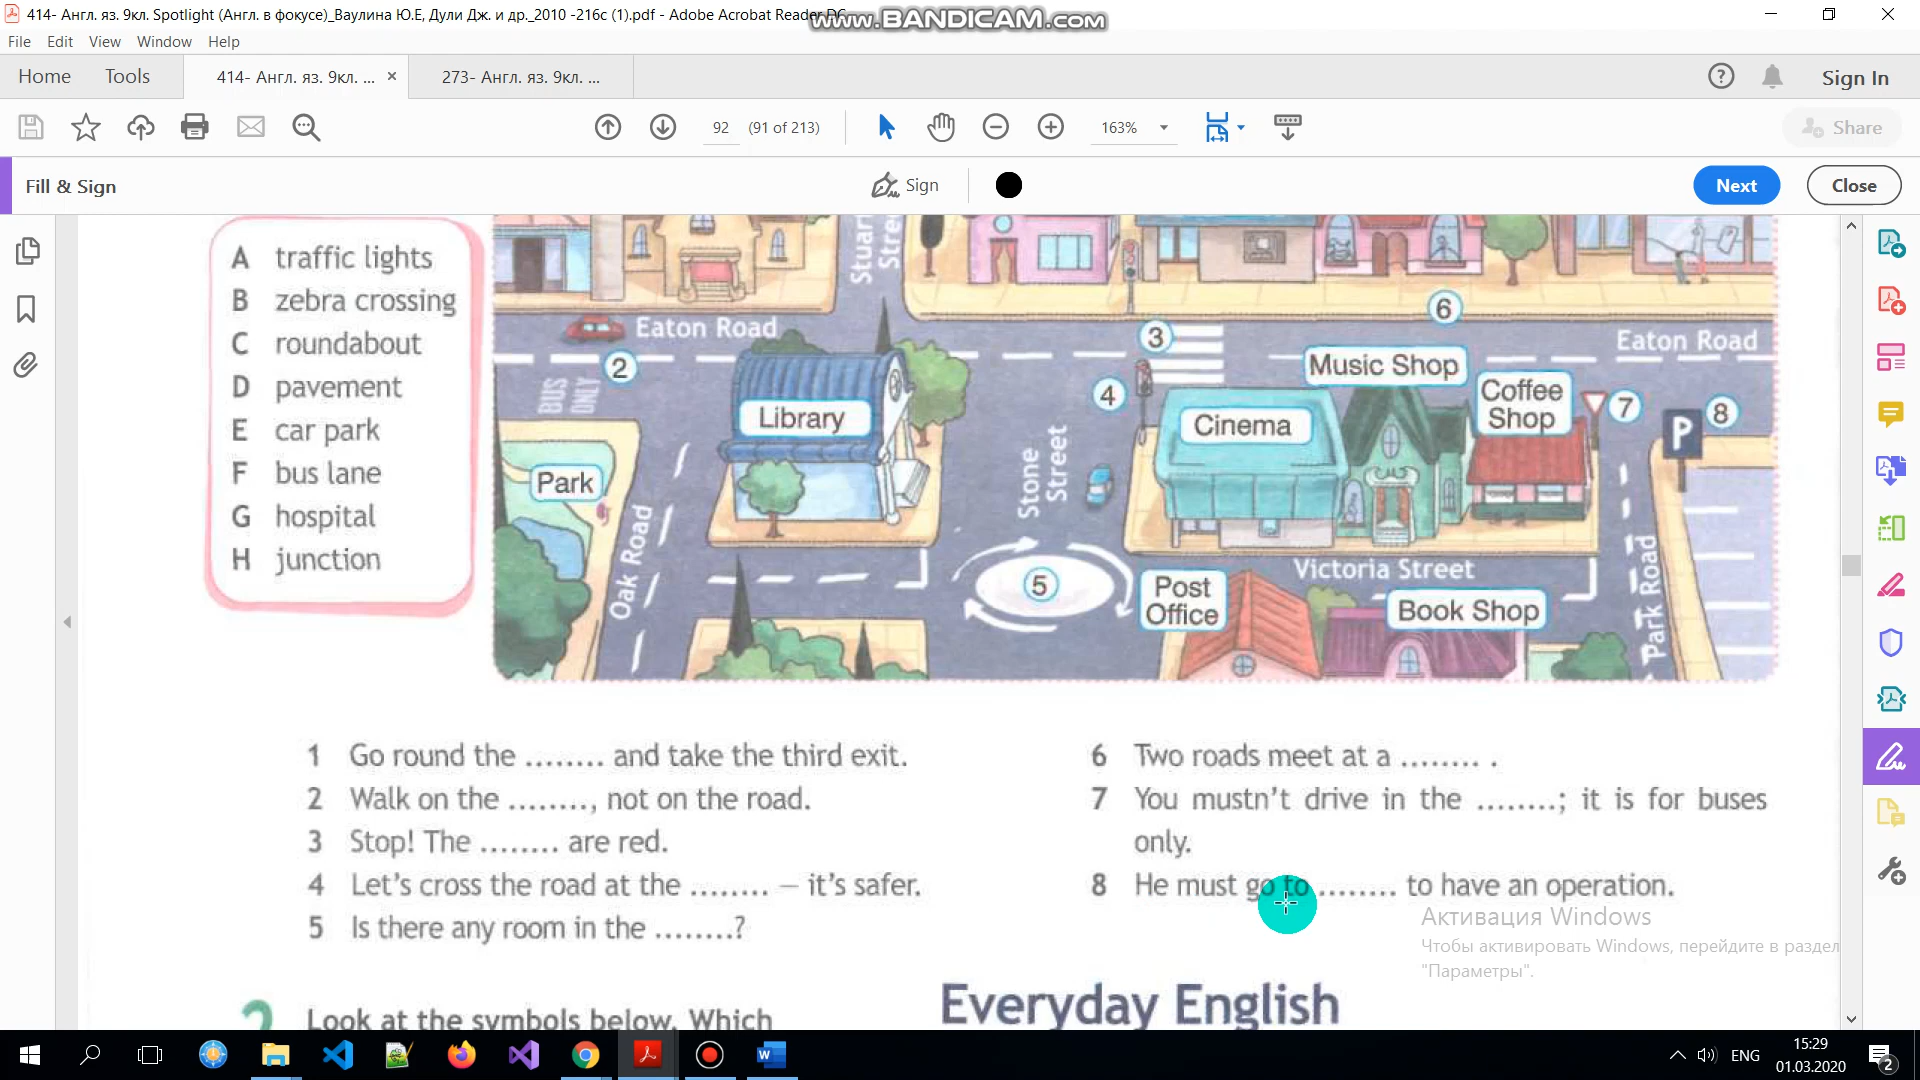 414- Англ. яз. 9кл. Spotlight (Англ. в фокусе)_Ваулина Ю.Е, Дули Дж. и др._2010 -216с (1).pdf - Adobe Acrobat Reader DC
www.BANDICAM.com
File Edit View Window Help
Home Tools 414- Англ. яз. 9кл. ... × 273- Англ. яз. 9кл. ... Sign In
92 (91 of 213) 163% Share
Fill & Sign Sign Next Close
A traffic lights
B zebra crossing
C roundabout
D pavement
E car park
F bus lane
G hospital
H junction
Eaton Road
6
3
Eaton Road
2
BUS ONLY
Music Shop
Coffee Shop
4
7
8
P
Library
Cinema
Park
Stone Street
Oak Road
5
Post Office
Victoria Street
Book Shop
Park Road
1 Go round the ........ and take the third exit.
2 Walk on the ........, not on the road.
3 Stop! The ........ are red.
4 Let's cross the road at the ........ – it's safer.
5 Is there any room in the ........?
6 Two roads meet at a ........ .
7 You mustn't drive in the ........; it is for buses
only.
8 He must go to ........ to have an operation.
Активация Windows
Чтобы активировать Windows, перейдите в раздел
"Параметры".
Everyday English
2 Look at the symbols below. Which
ENG
15:29
01.03.2020
2